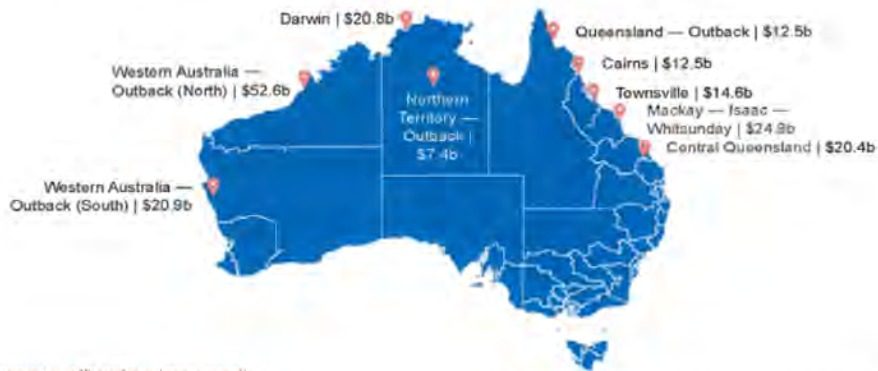 Darwin | $20.8b
Queensland — Outback | $12.5b
Western Australia —
Outback (North) | $52.6b
Cairns | $12.5b
Northern
Territory —
Outback |
$7.4b
Townsville | $14.6b
Mackay — Isaac —
Whitsunday | $24.9b
Central Queensland | $20.4b
Western Australia —
Outback (South) | $20.9b